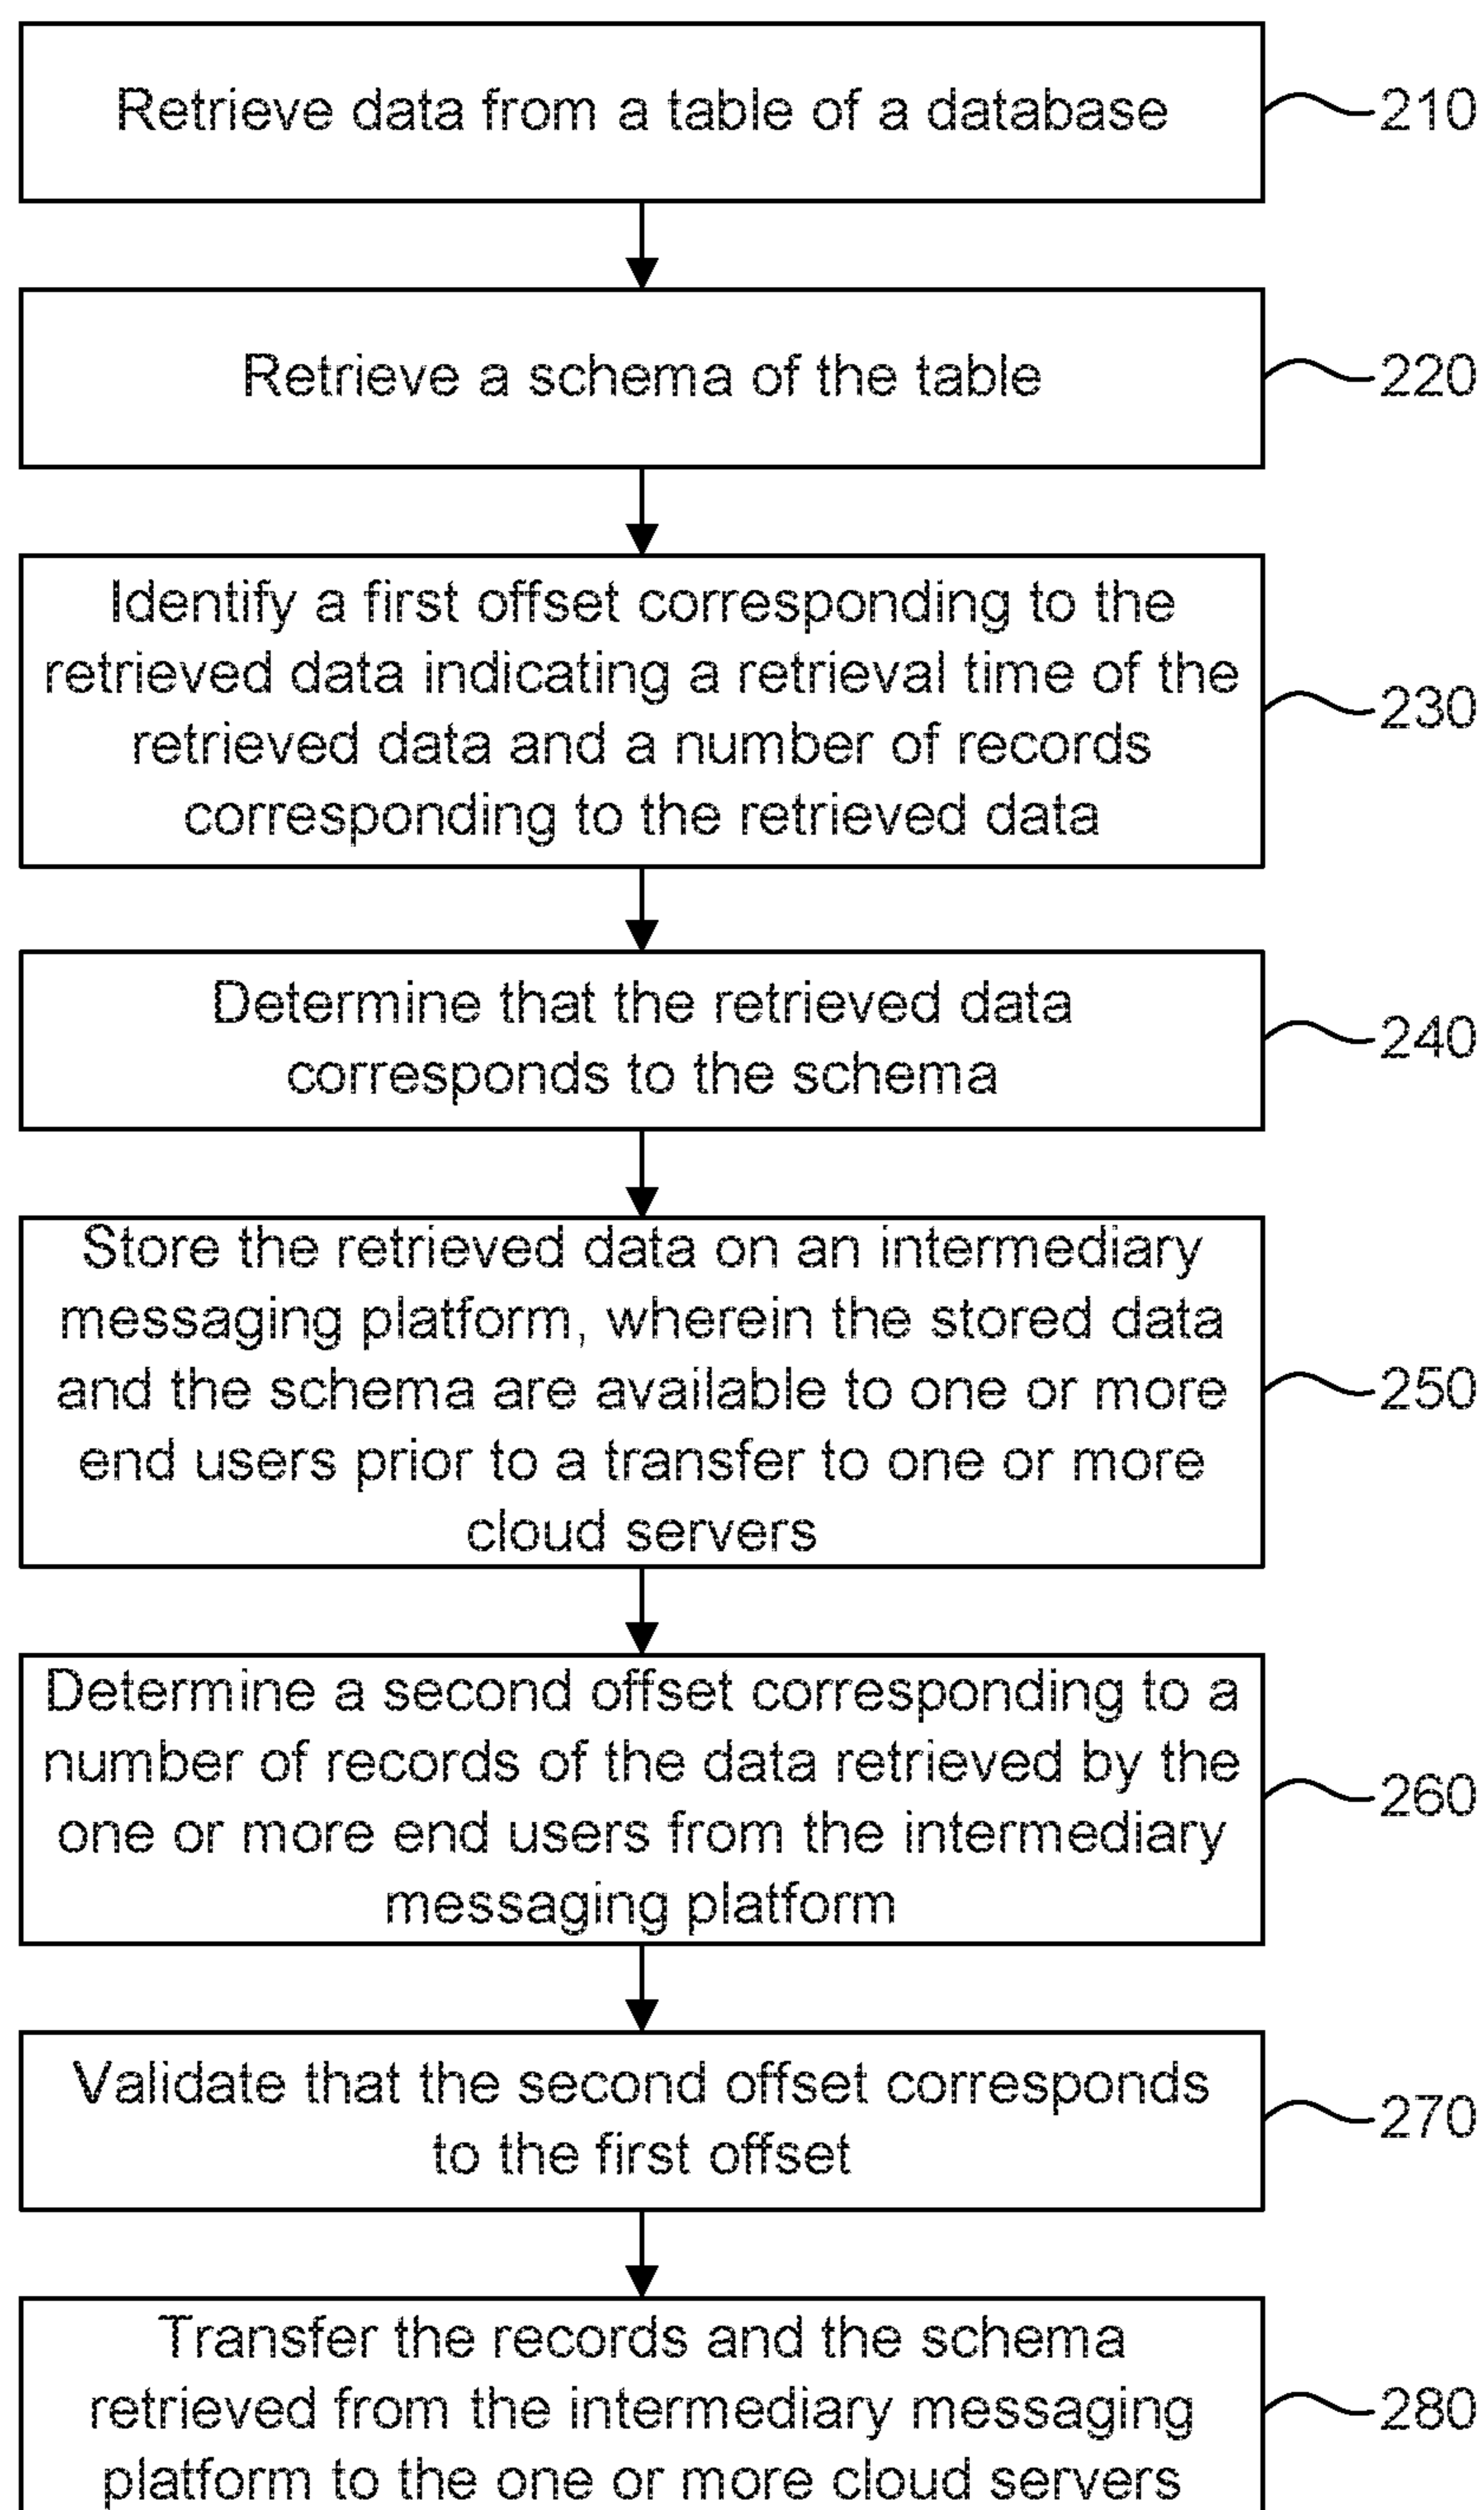 Retrieve data from a table of a database
210
Retrieve a schema of the table
220
Identify a first offset corresponding to the
retrieved data indicating a retrieval time of the
retrieved data and a number of records
corresponding to the retrieved data
230
Determine that the retrieved data
corresponds to the schema
240
Store the retrieved data on an intermediary
messaging platform, wherein the stored data
and the schema are available to one or more
end users prior to a transfer to one or more
cloud servers
250
Determine a second offset corresponding to a
number of records of the data retrieved by the
one or more end users from the intermediary
messaging platform
260
Validate that the second offset corresponds
to the first offset
270
Transfer the records and the schema
retrieved from the intermediary messaging
platform to the one or more cloud servers
280